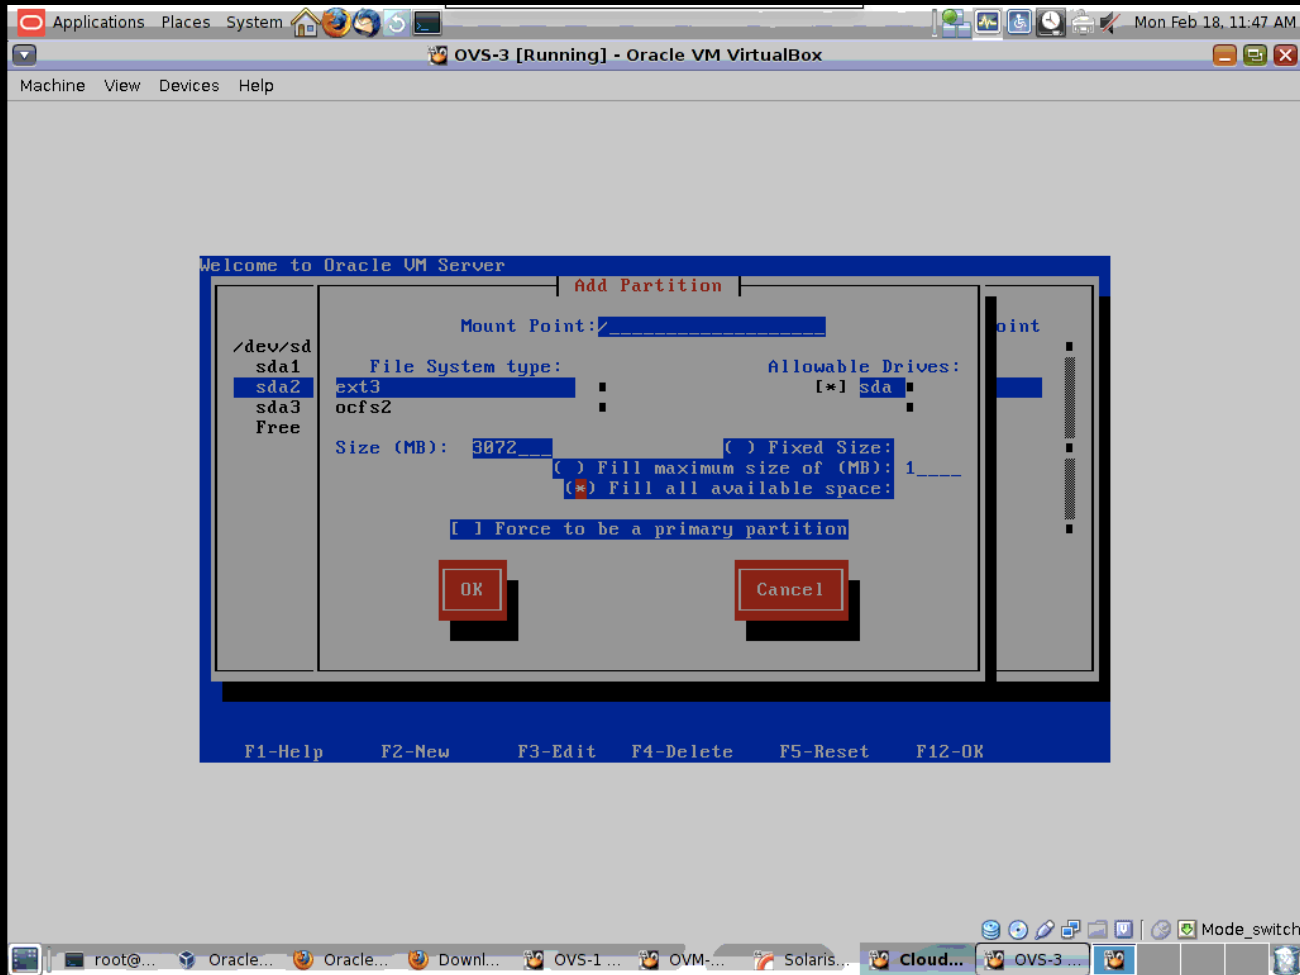 Applications Places System Mon Feb 18, 11:47 AM
OVS-3 [Running] - Oracle VM VirtualBox
Machine View Devices Help
Welcome to Oracle VM Server
Add Partition
Mount Point:/____________________ oint
/dev/sd
sda1 File System type: Allowable Drives:
sda2 ext3 [*] sda
sda3 ocfs2
Free
Size (MB): 3072___ ( ) Fixed Size:
( ) Fill maximum size of (MB): 1____
(*) Fill all available space:
[ ] Force to be a primary partition
OK Cancel
F1-Help F2-New F3-Edit F4-Delete F5-Reset F12-OK
Mode_switch
root@... Oracle... Oracle... Downl... OVS-1 ... OVM-... Solaris... Cloud... OVS-3 ...